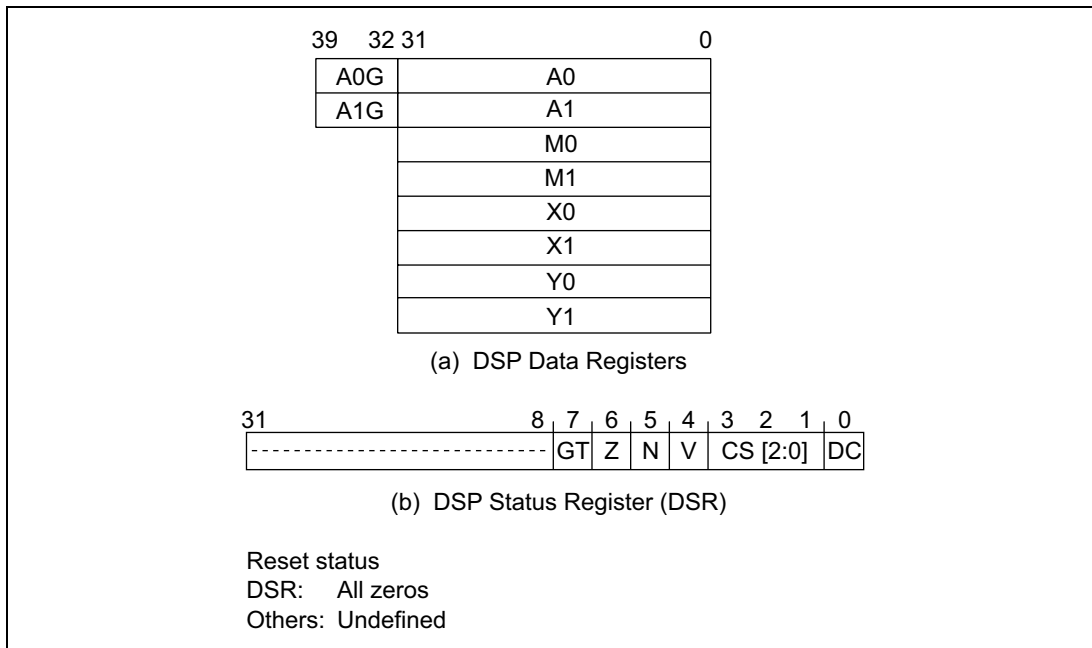 39 32 31 0
A0G A0
A1G A1
M0
M1
X0
X1
Y0
Y1
(a) DSP Data Registers
31 8 7 6 5 4 3 2 1 0
GT Z N V CS [2:0] DC
(b) DSP Status Register (DSR)
Reset status
DSR: All zeros
Others: Undefined